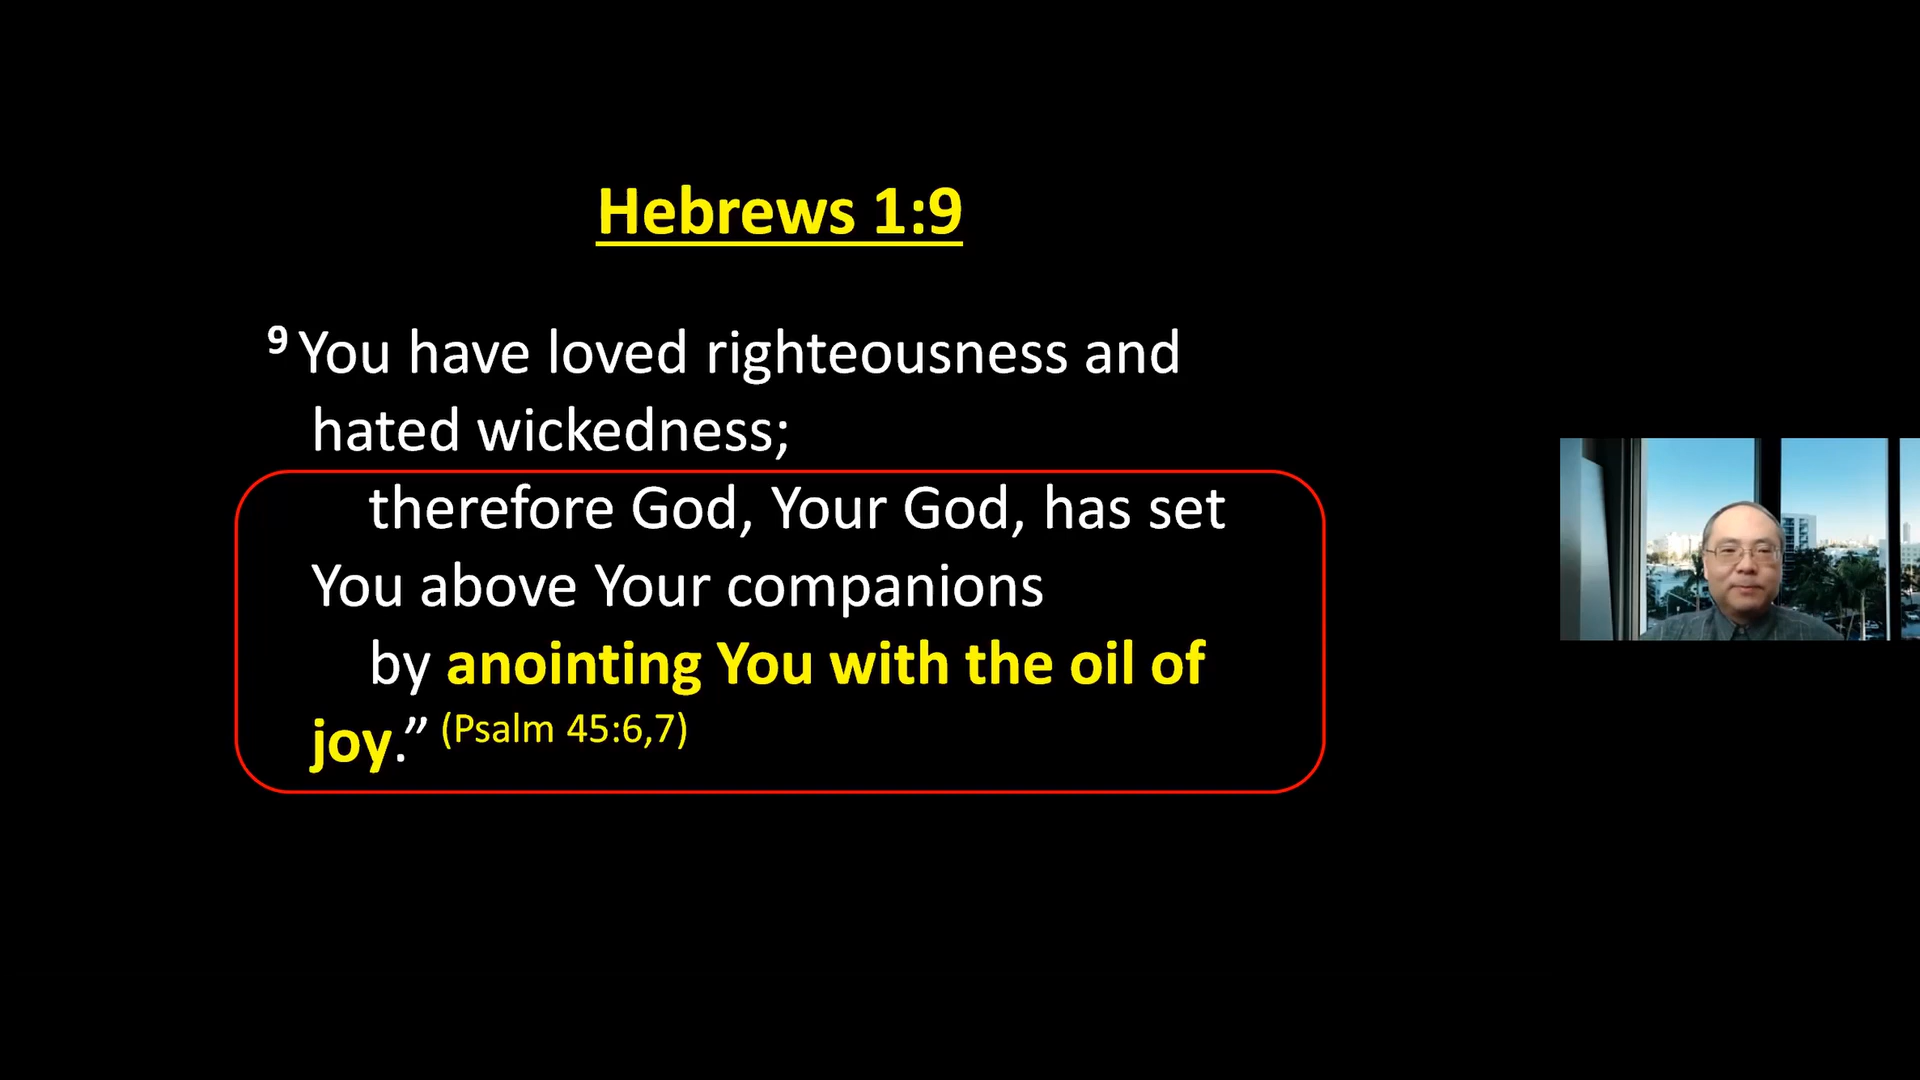 Hebrews 1:9
9 You have loved righteousness and
hated wickedness;
therefore God, Your God, has set
You above Your companions
by anointing You with the oil of
joy.” (Psalm 45:6,7)